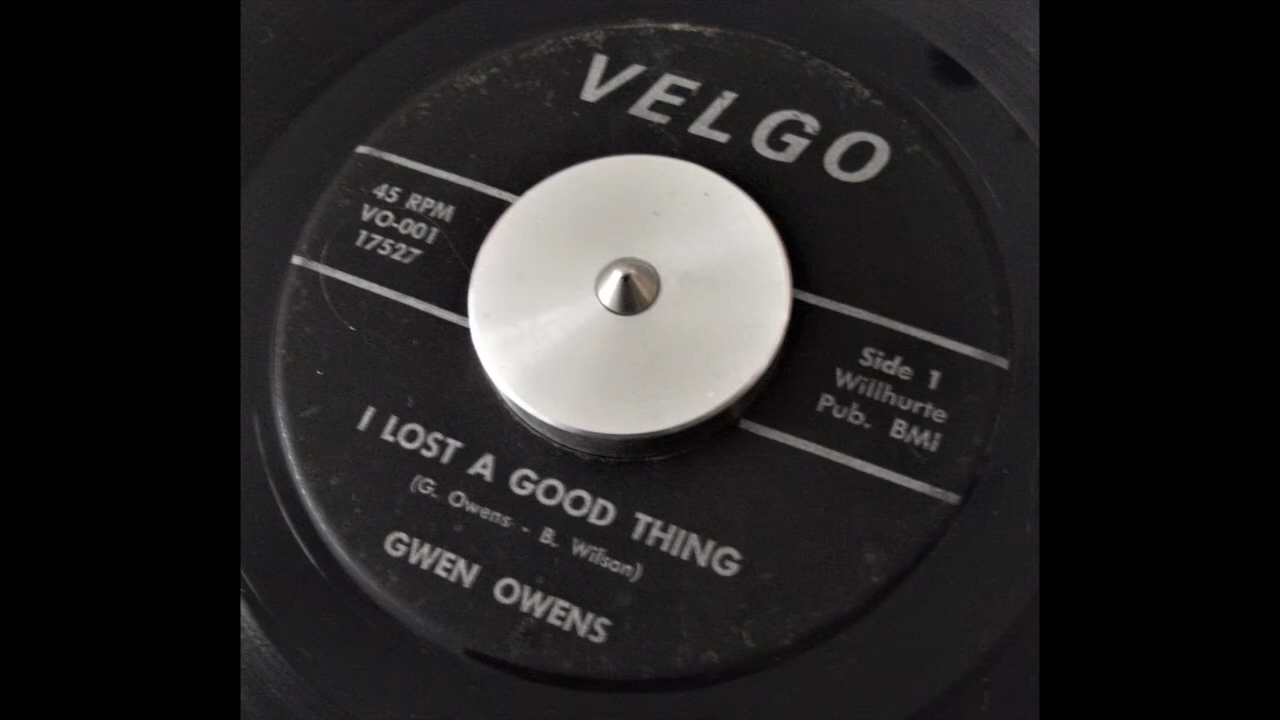 VELGO
45 RPM
VO-001
17527
Side 1
Willhurte
Pub. BMi
I LOST A GOOD THING
(G. Owens - B. Wilson)
GWEN OWENS